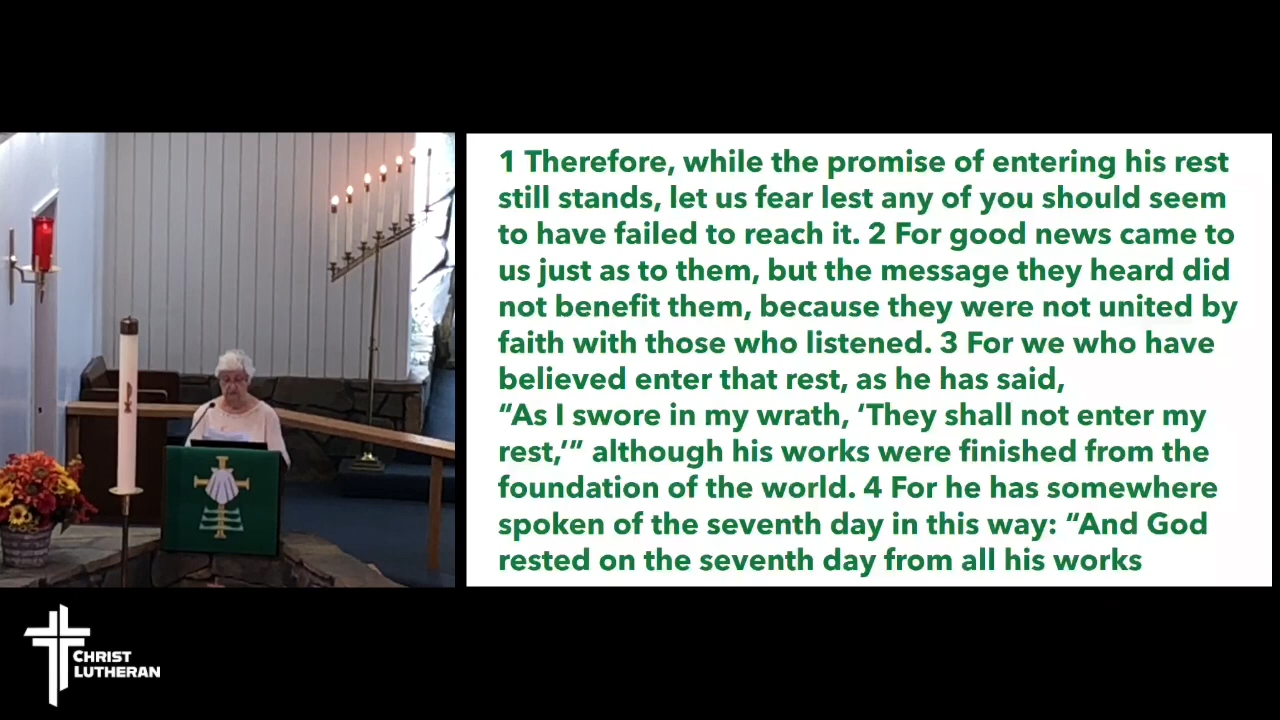 1 Therefore, while the promise of entering his rest
still stands, let us fear lest any of you should seem
to have failed to reach it. 2 For good news came to
us just as to them, but the message they heard did
not benefit them, because they were not united by
faith with those who listened. 3 For we who have
believed enter that rest, as he has said,
“As I swore in my wrath, ‘They shall not enter my
rest,’” although his works were finished from the
foundation of the world. 4 For he has somewhere
spoken of the seventh day in this way: “And God
rested on the seventh day from all his works
CHRIST
LUTHERAN